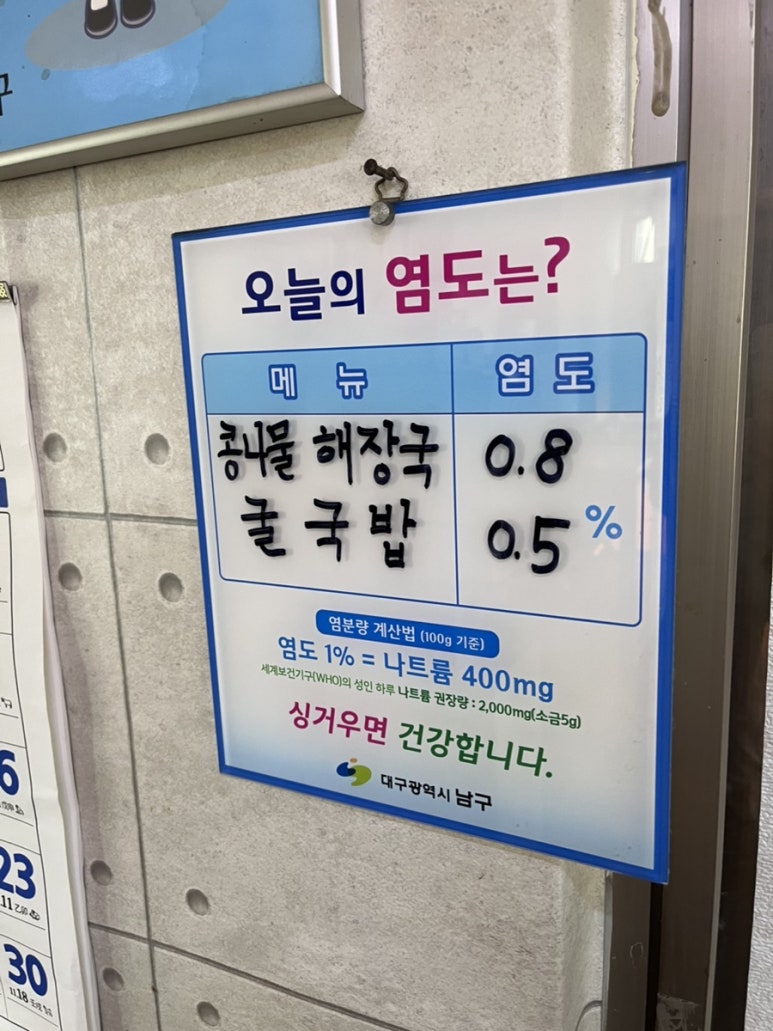 구
오늘의 염도는?
메 뉴 염 도
콩나물 해장국 0.8
굴국밥 0.5 %
염분량 계산법 (100g 기준)
염도 1% = 나트륨 400mg
세계보건기구(WHO)의 성인 하루 나트륨 권장량 : 2,000mg(소금5g)
싱거우면 건강합니다.
대구광역시 남구
6
23
30